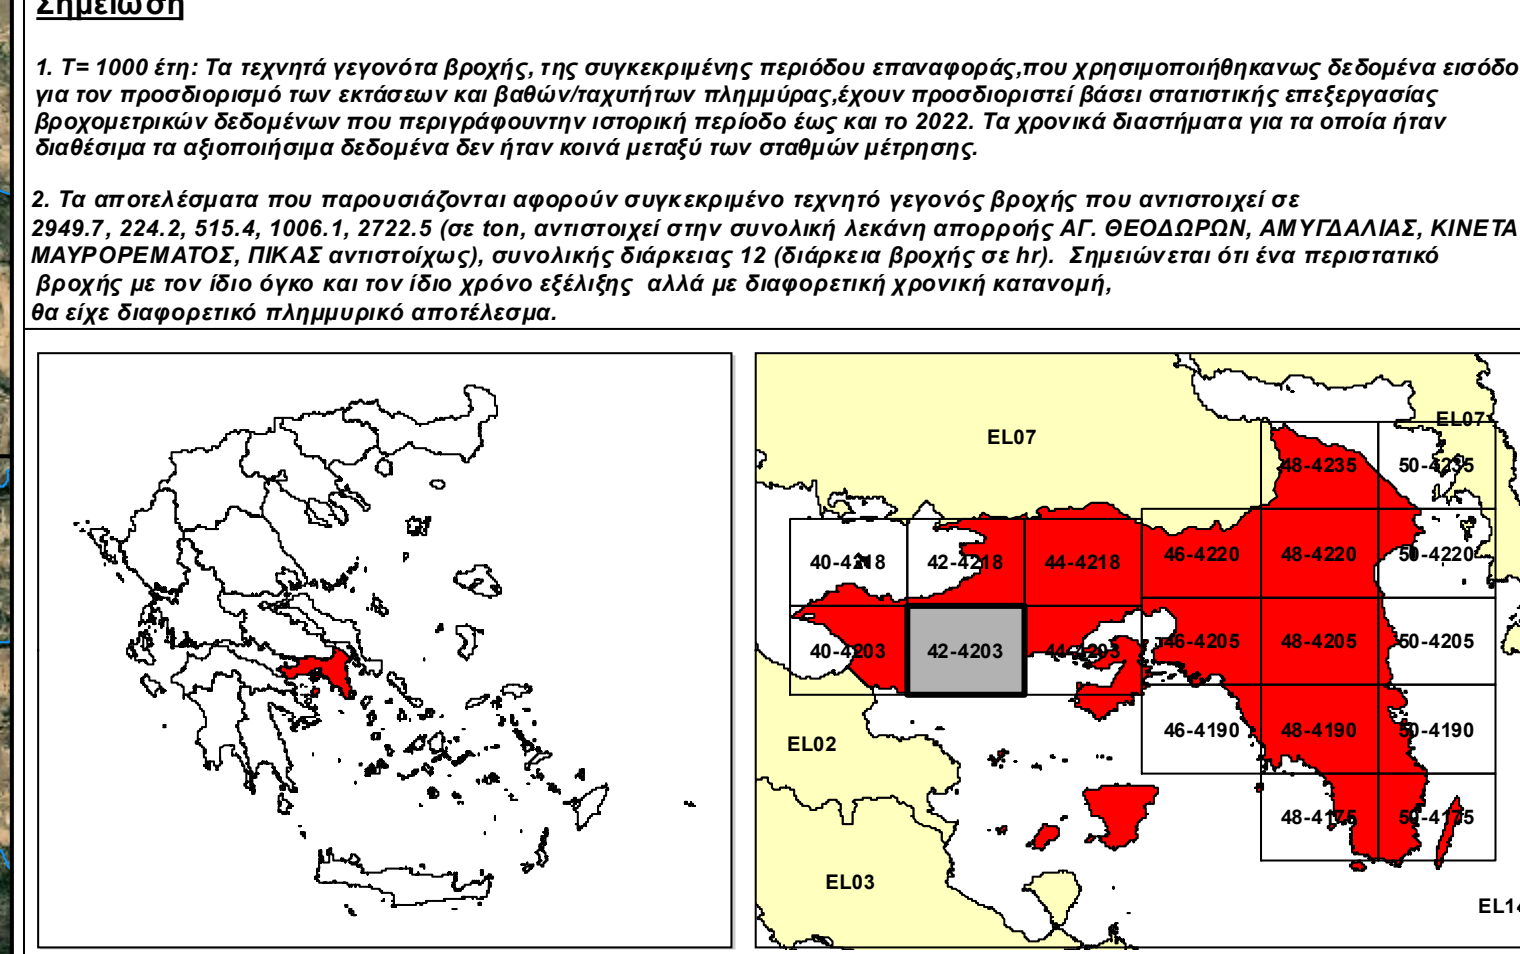 Σημείωση
1. Τ= 1000 έτη: Τα τεχνητά γεγονότα βροχής, της συγκεκριμένης περιόδου επαναφοράς,που χρησιμοποιήθηκανως δεδομένα εισόδο
για τον προσδιορισμό των εκτάσεων και βαθών/ταχυτήτων πλημμύρας,έχουν προσδιοριστεί βάσει στατιστικής επεξεργασίας
βροχομετρικών δεδομένων που περιγράφουντην ιστορική περίοδο έως και το 2022. Τα χρονικά διαστήματα για τα οποία ήταν
διαθέσιμα τα αξιοποιήσιμα δεδομένα δεν ήταν κοινά μεταξύ των σταθμών μέτρησης.
2. Τα αποτελέσματα που παρουσιάζονται αφορούν συγκεκριμένο τεχνητό γεγονός βροχής που αντιστοιχεί σε
2949.7, 224.2, 515.4, 1006.1, 2722.5 (σε ton, αντιστοιχεί στην συνολική λεκάνη απορροής ΑΓ. ΘΕΟΔΩΡΩΝ, ΑΜΥΓΔΑΛΙΑΣ, ΚΙΝΕΤΑ
ΜΑΥΡΟΡΕΜΑΤΟΣ, ΠΙΚΑΣ αντιστοίχως), συνολικής διάρκειας 12 (διάρκεια βροχής σε hr). Σημειώνεται ότι ένα περιστατικό
βροχής με τον ίδιο όγκο και τον ίδιο χρόνο εξέλιξης αλλά με διαφορετική χρονική κατανομή,
θα είχε διαφορετικό πλημμυρικό αποτέλεσμα.
EL07
EL07
48-4235
50-4235
40-4218
42-4218
44-4218
46-4220
48-4220
50-4220
40-4203
42-4203
44-4203
46-4205
48-4205
50-4205
EL02
46-4190
48-4190
50-4190
48-4175
50-4175
EL03
EL14